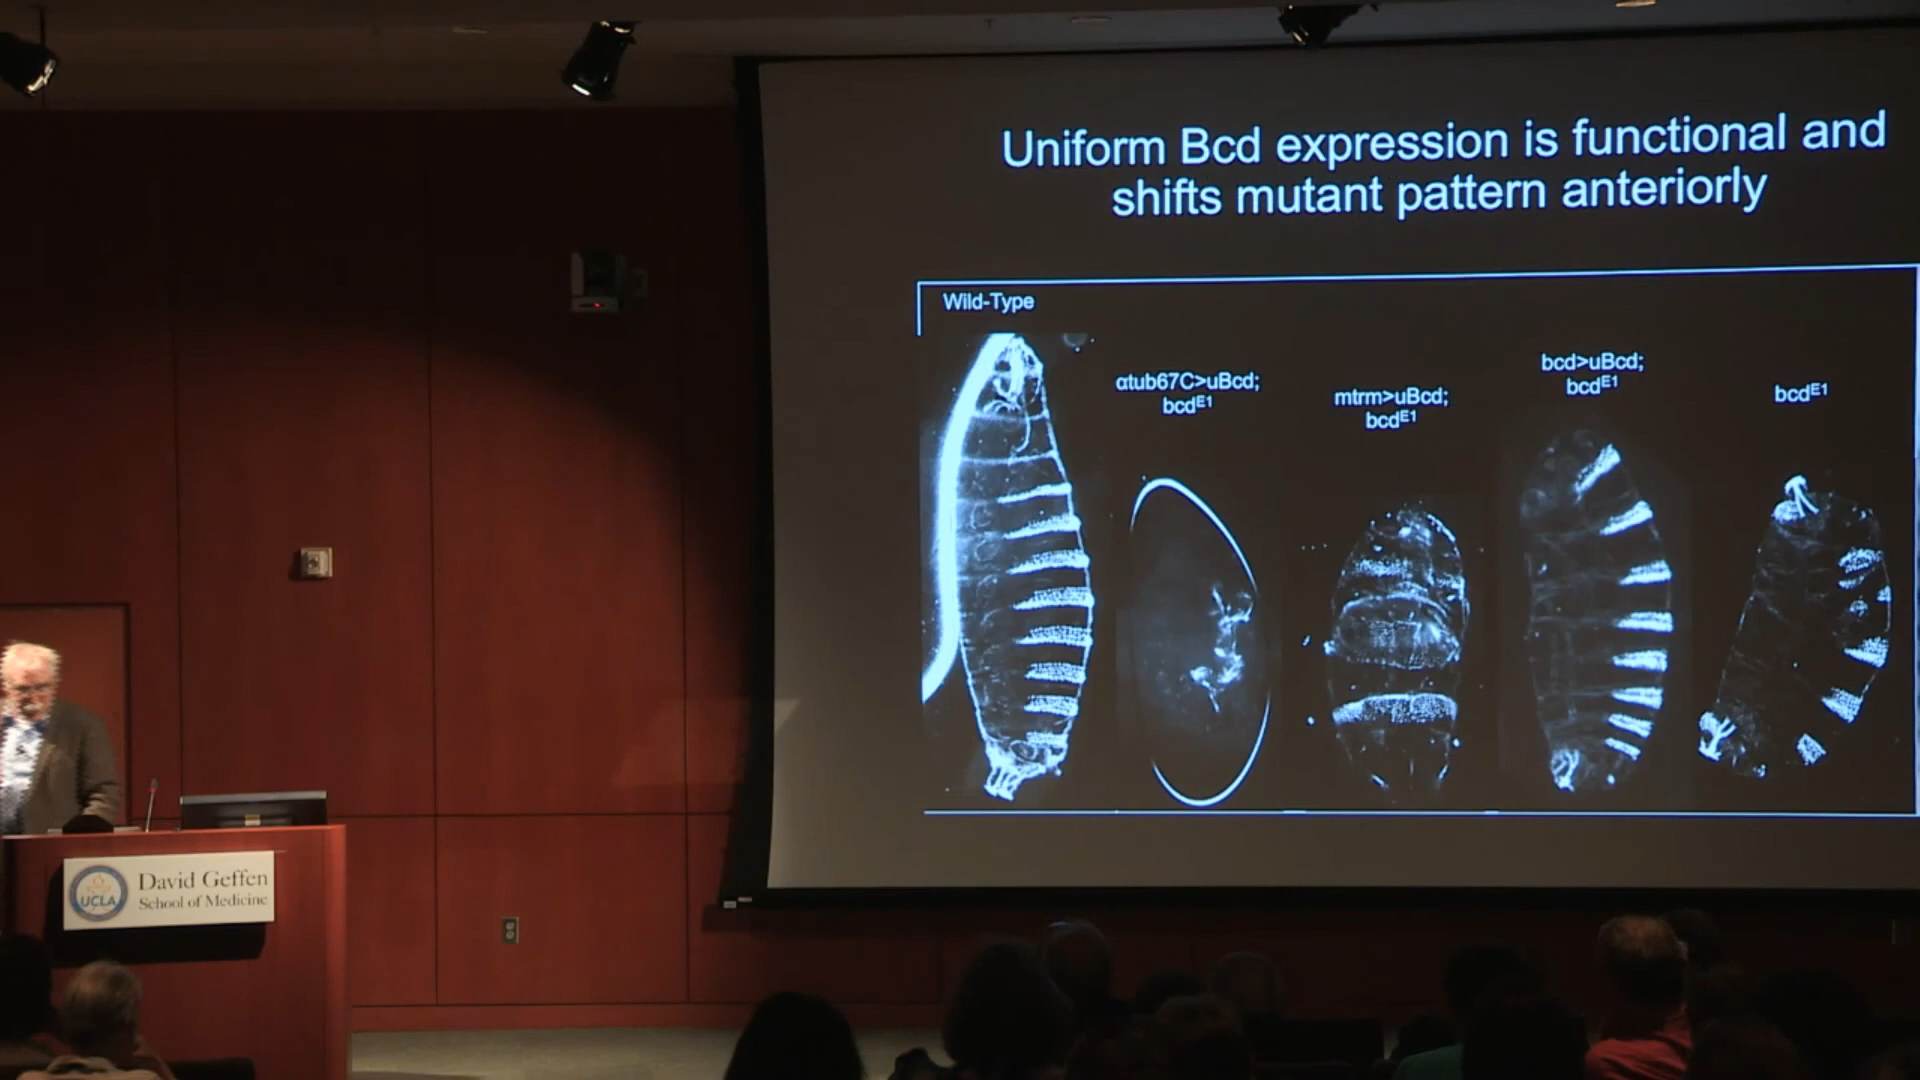 Uniform Bcd expression is functional and
shifts mutant pattern anteriorly
Wild-Type
αtub67C>uBcd;
bcdE1
mtrm>uBcd;
bcdE1
bcd>uBcd;
bcdE1
bcdE1
UCLA
David Geffen
School of Medicine